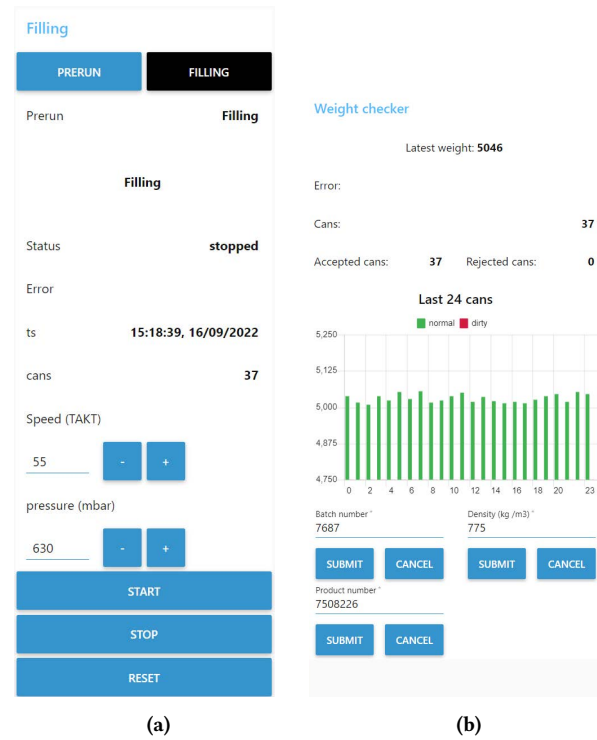 Filling
PRERUN FILLING
Prerun Filling
Filling
Status stopped
Error
ts 15:18:39, 16/09/2022
cans 37
Speed (TAKT)
55 - +
pressure (mbar)
630 - +
START
STOP
RESET
(a)
Weight checker
Latest weight: 5046
Error:
Cans: 37
Accepted cans: 37 Rejected cans: 0
Last 24 cans
normal dirty
5,250
5,125
5,000
4,875
4,750
0 2 4 6 8 10 12 14 16 18 20 23
Batch number * Density (kg /m3) *
7687 775
SUBMIT CANCEL SUBMIT CANCEL
Product number *
7508226
SUBMIT CANCEL
(b)